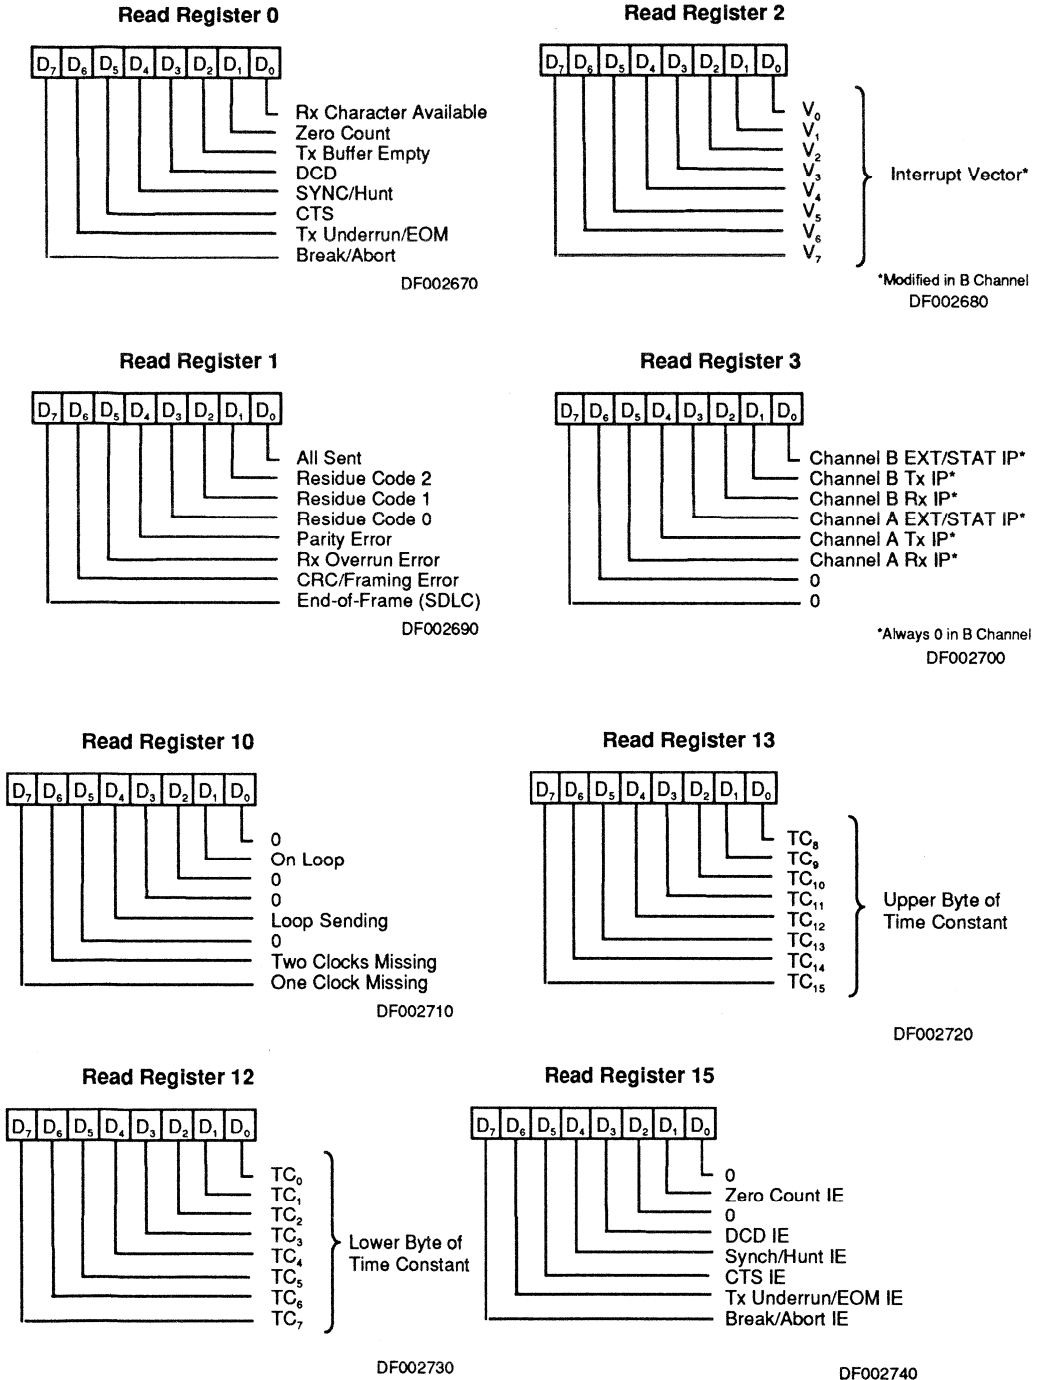 Read Register 0
D7 D6 D5 D4 D3 D2 D1 D0
Rx Character Available
Zero Count
Tx Buffer Empty
DCD
SYNC/Hunt
CTS
Tx Underrun/EOM
Break/Abort
DF002670
Read Register 2
D7 D6 D5 D4 D3 D2 D1 D0
V0
V1
V2
V3
V4
V5
V6
V7
Interrupt Vector*
*Modified in B Channel
DF002680
Read Register 1
D7 D6 D5 D4 D3 D2 D1 D0
All Sent
Residue Code 2
Residue Code 1
Residue Code 0
Parity Error
Rx Overrun Error
CRC/Framing Error
End-of-Frame (SDLC)
DF002690
Read Register 3
D7 D6 D5 D4 D3 D2 D1 D0
Channel B EXT/STAT IP*
Channel B Tx IP*
Channel B Rx IP*
Channel A EXT/STAT IP*
Channel A Tx IP*
Channel A Rx IP*
0
0
*Always 0 in B Channel
DF002700
Read Register 10
D7 D6 D5 D4 D3 D2 D1 D0
0
On Loop
0
0
Loop Sending
0
Two Clocks Missing
One Clock Missing
DF002710
Read Register 13
D7 D6 D5 D4 D3 D2 D1 D0
TC8
TC9
TC10
TC11
TC12
TC13
TC14
TC15
Upper Byte of
Time Constant
DF002720
Read Register 12
D7 D6 D5 D4 D3 D2 D1 D0
TC0
TC1
TC2
TC3
TC4
TC5
TC6
TC7
Lower Byte of
Time Constant
DF002730
Read Register 15
D7 D6 D5 D4 D3 D2 D1 D0
0
Zero Count IE
0
DCD IE
Synch/Hunt IE
CTS IE
Tx Underrun/EOM IE
Break/Abort IE
DF002740